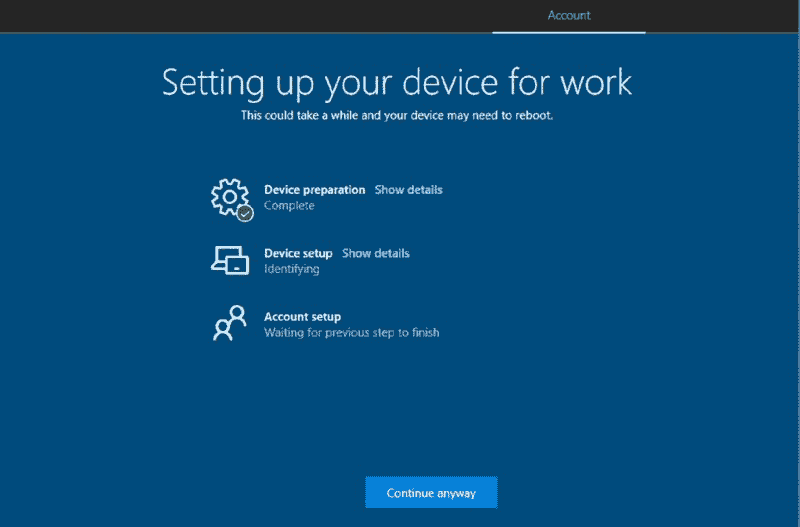 Account
Setting up your device for work
This could take a while and your device may need to reboot.
Device preparation Show details
Complete
Device setup Show details
Identifying
Account setup
Waiting for previous step to finish
Continue anyway